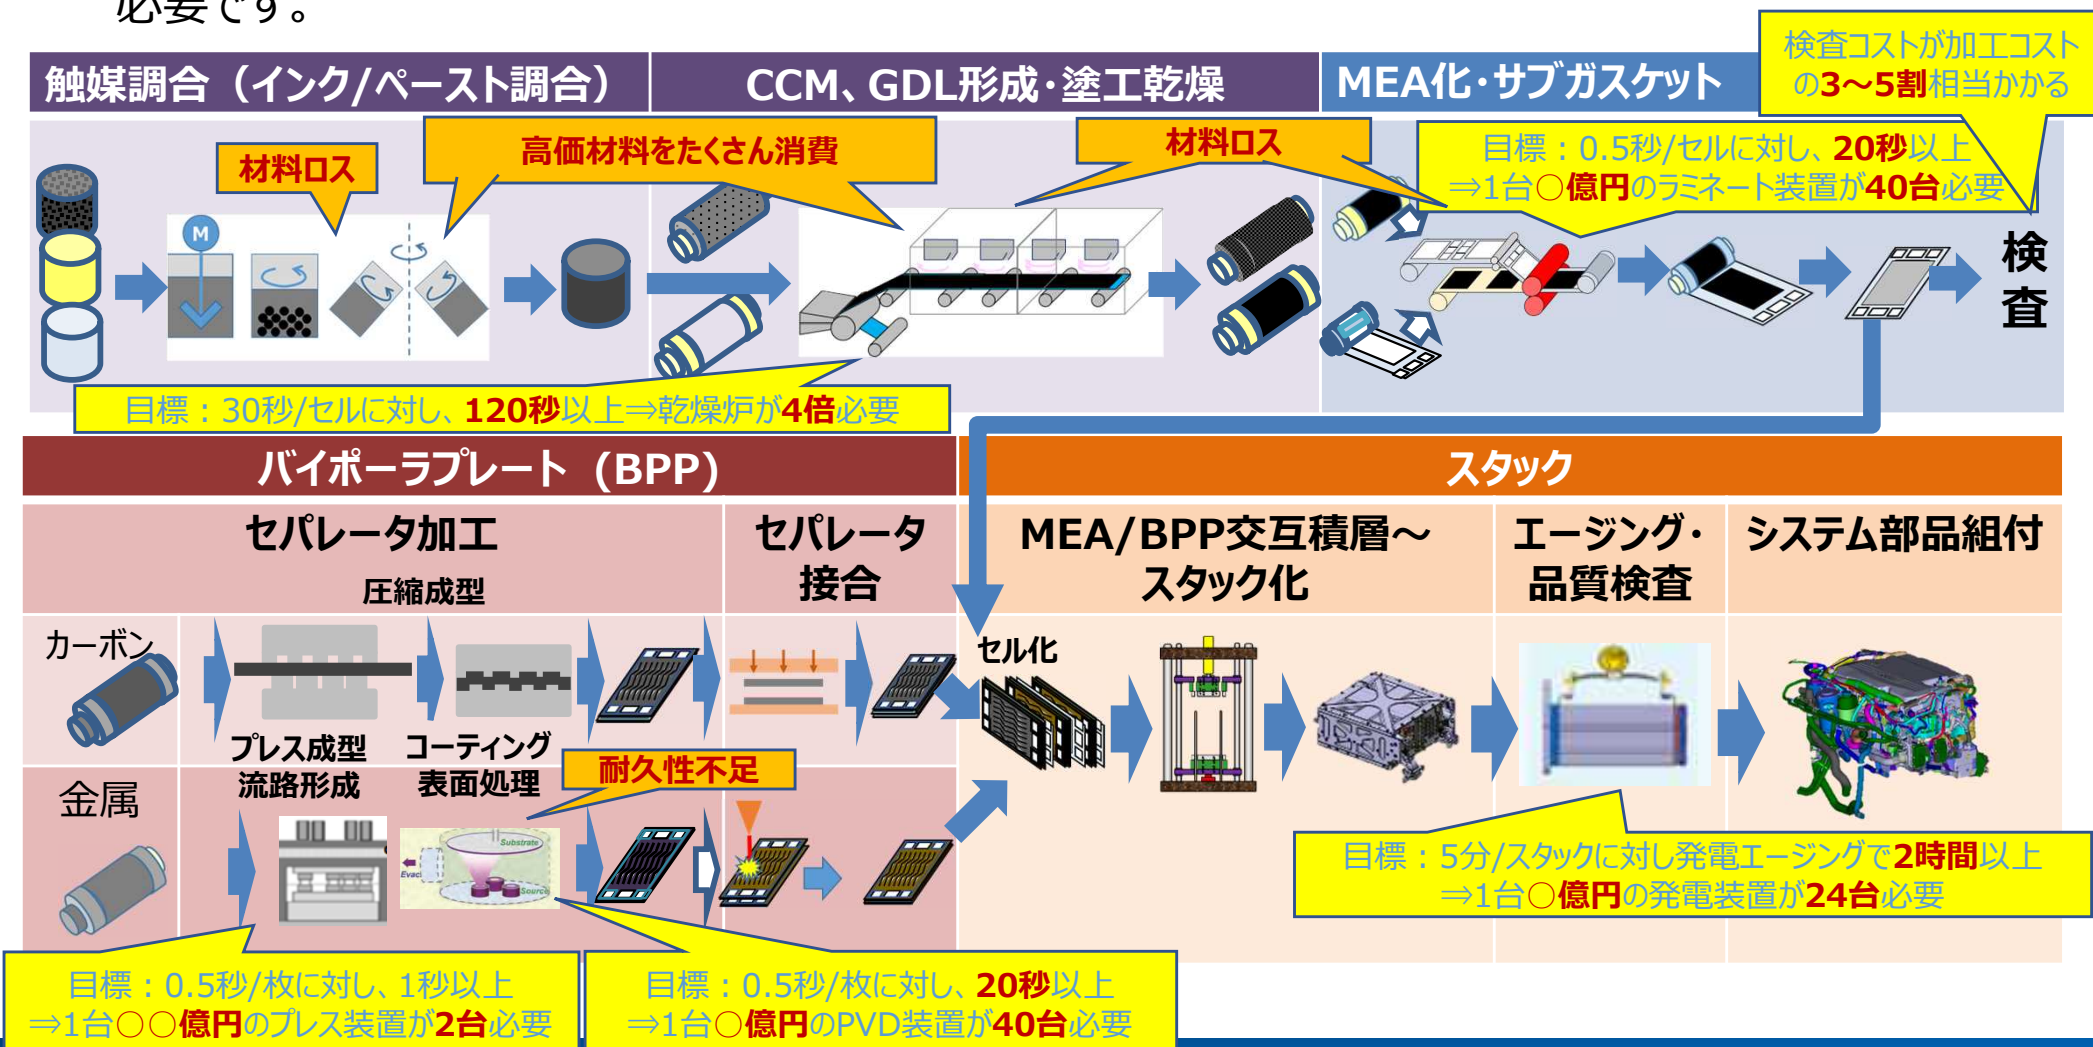 必要です。
検査コストが加工コスト
の3～5割相当かかる
触媒調合（インク/ペースト調合）
CCM、GDL形成・塗工乾燥
MEA化・サブガスケット
材料ロス
高価材料をたくさん消費
材料ロス
目標：0.5秒/セルに対し、20秒以上
⇒1台○億円のラミネート装置が40台必要
M
検
査
目標：30秒/セルに対し、120秒以上⇒乾燥炉が4倍必要
バイポーラプレート (BPP)
スタック
セパレータ加工
圧縮成型
セパレータ
接合
MEA/BPP交互積層～
スタック化
エージング・
品質検査
システム部品組付
カーボン
セル化
プレス成型
流路形成
コーティング
表面処理
耐久性不足
金属
Substrate
Source
目標：5分/スタックに対し発電エージングで2時間以上
⇒1台○億円の発電装置が24台必要
目標：0.5秒/枚に対し、1秒以上
⇒1台○○億円のプレス装置が2台必要
目標：0.5秒/枚に対し、20秒以上
⇒1台○億円のPVD装置が40台必要